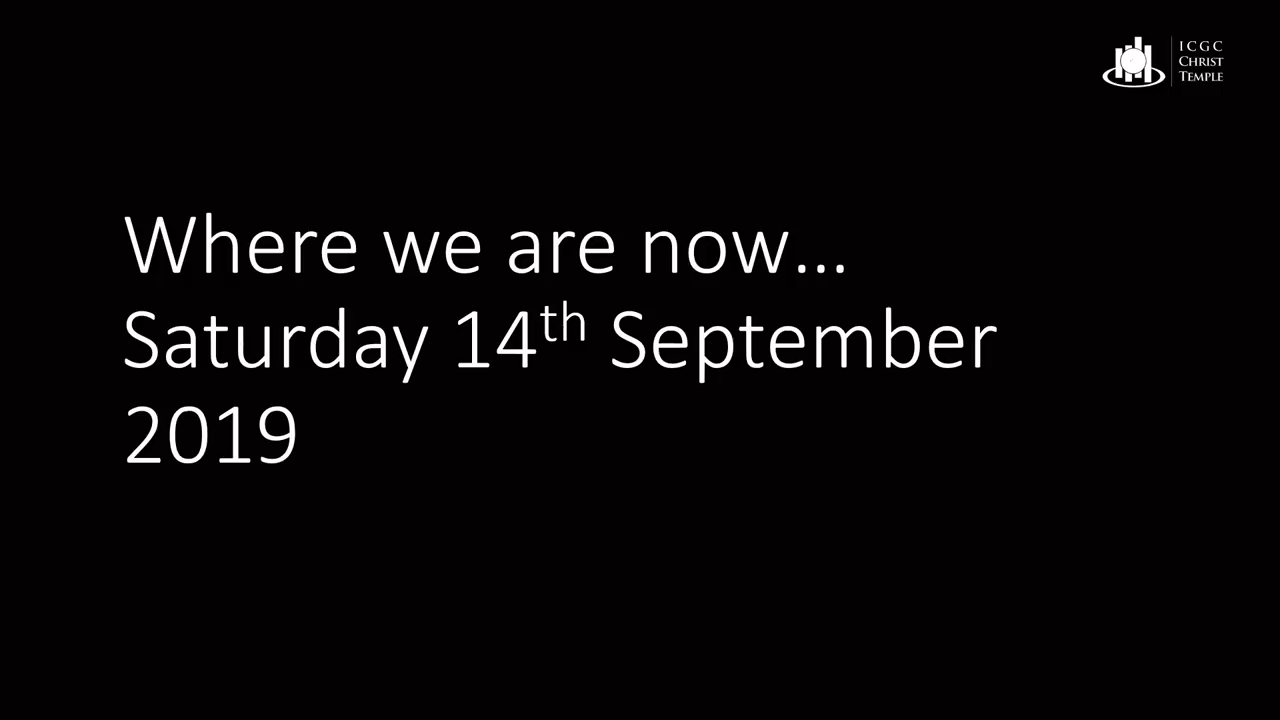 ICGC
CHRIST
TEMPLE
Where we are now...
Saturday 14th September
2019